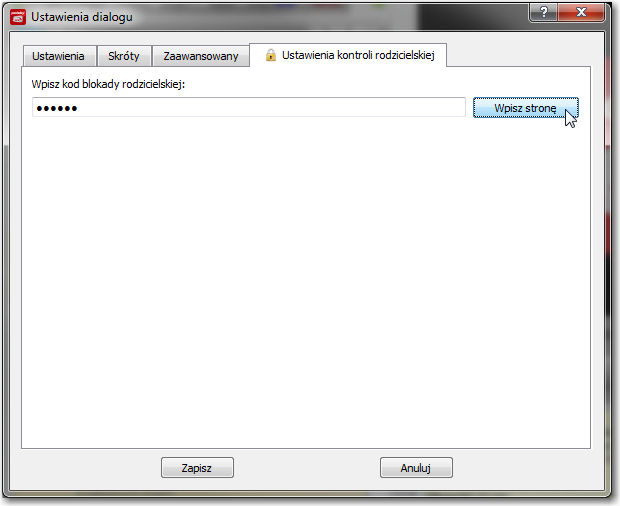 Ustawienia dialogu
Ustawienia Skróty Zaawansowany Ustawienia kontroli rodzicielskiej
Wpisz kod blokady rodzicielskiej:
●●●●●● Wpisz stronę
Zapisz Anuluj